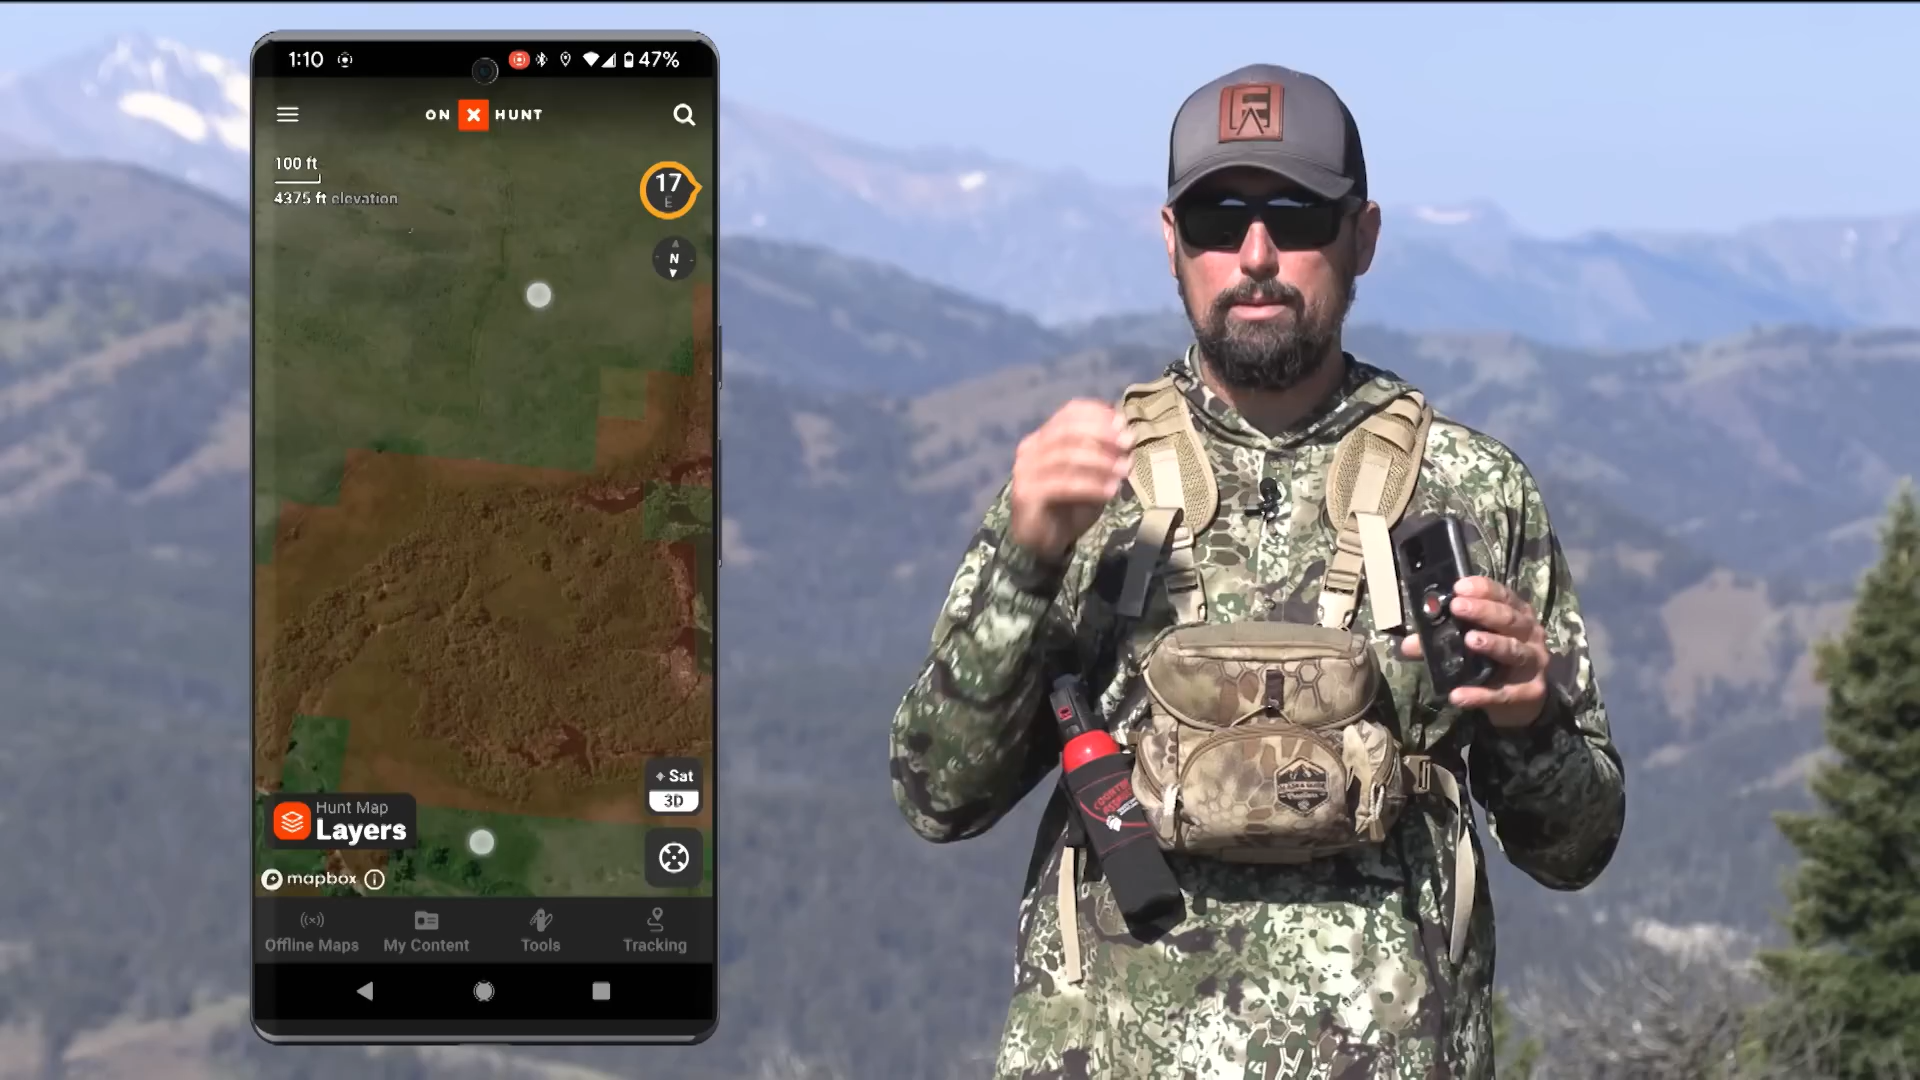 1:10
47%
ON X HUNT
100 ft
4375 ft elevation
17
E
N
Sat
3D
Hunt Map
Layers
mapbox
Offline Maps
My Content
Tools
Tracking